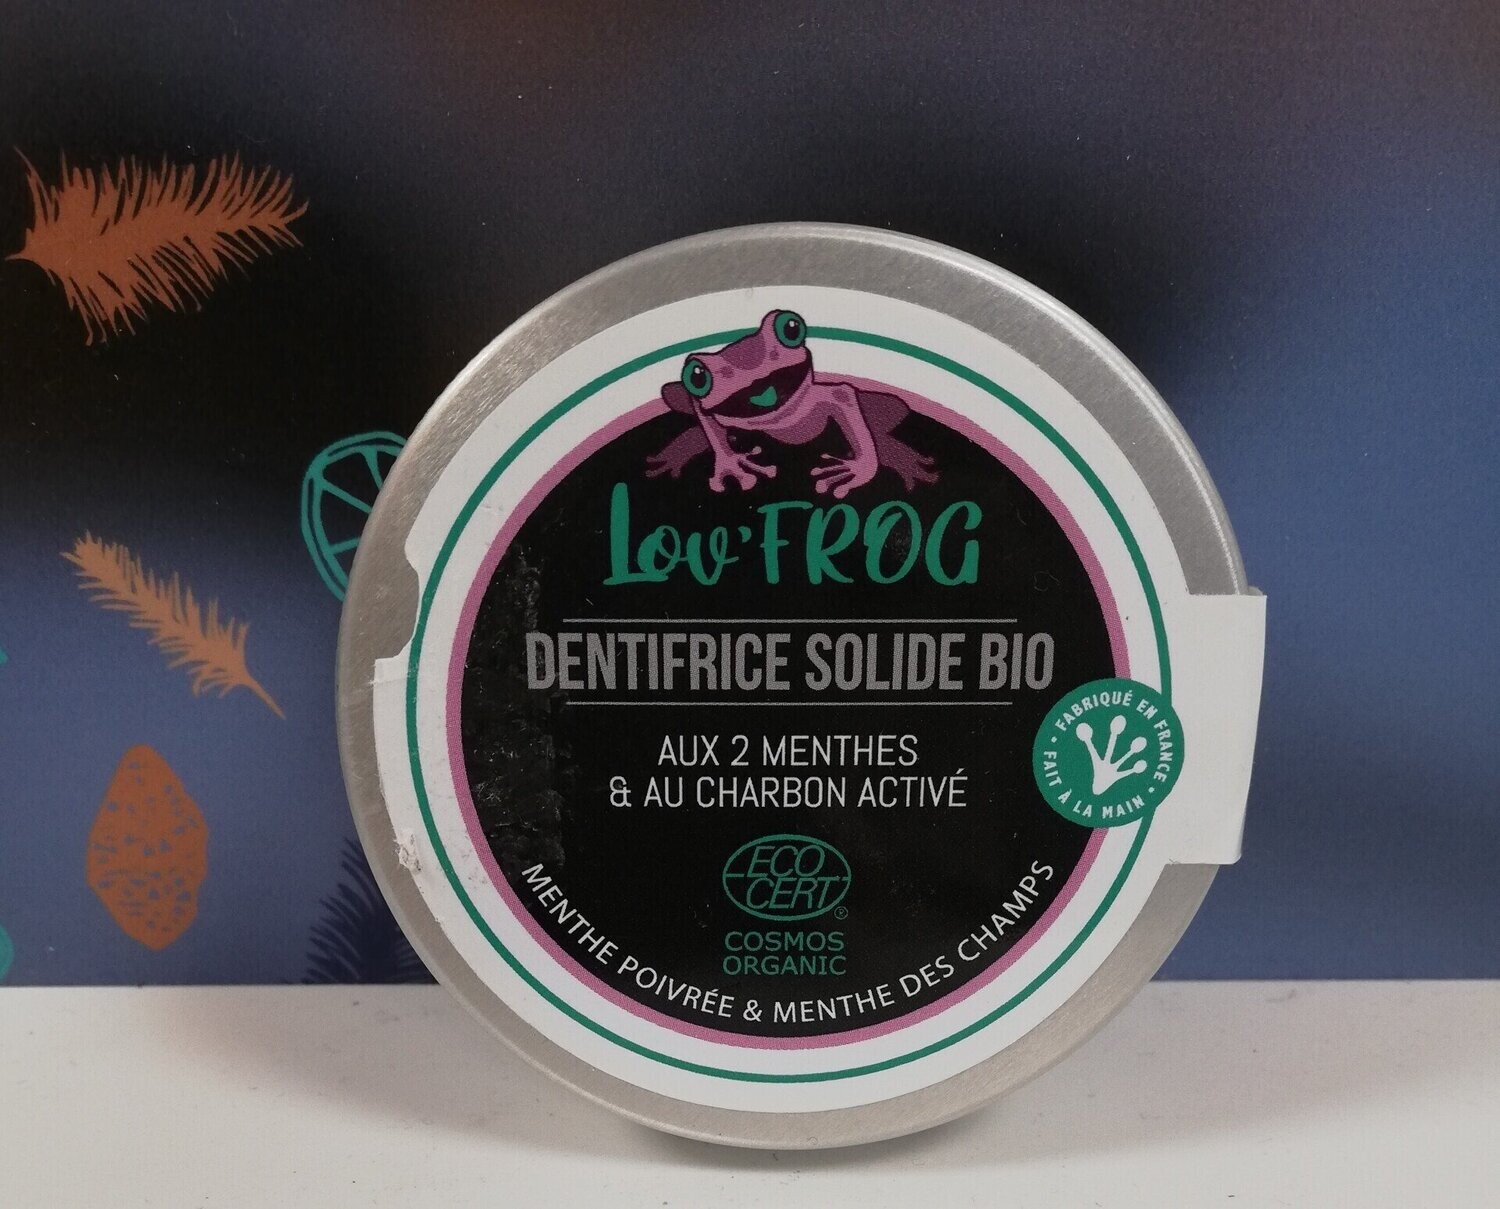 Lov'FROG
DENTIFRICE SOLIDE BIO
AUX 2 MENTHES
& AU CHARBON ACTIVÉ
FABRIQUÉ EN FRANCE
• FAIT À LA MAIN •
ECO
CERT®
COSMOS
ORGANIC
MENTHE POIVRÉE & MENTHE DES CHAMPS